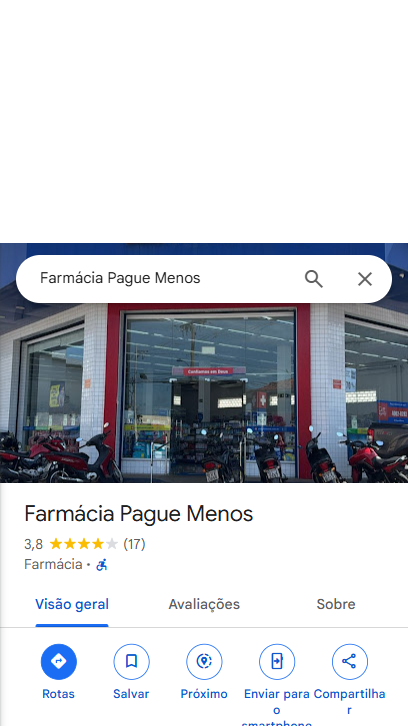 Farmácia Pague Menos
Confiamos em Deus
Farmácia Pague Menos
3,8 (17)
Farmácia ·
Visão geral Avaliações Sobre
Rotas Salvar Próximo Enviar para o smartphone Compartilhar